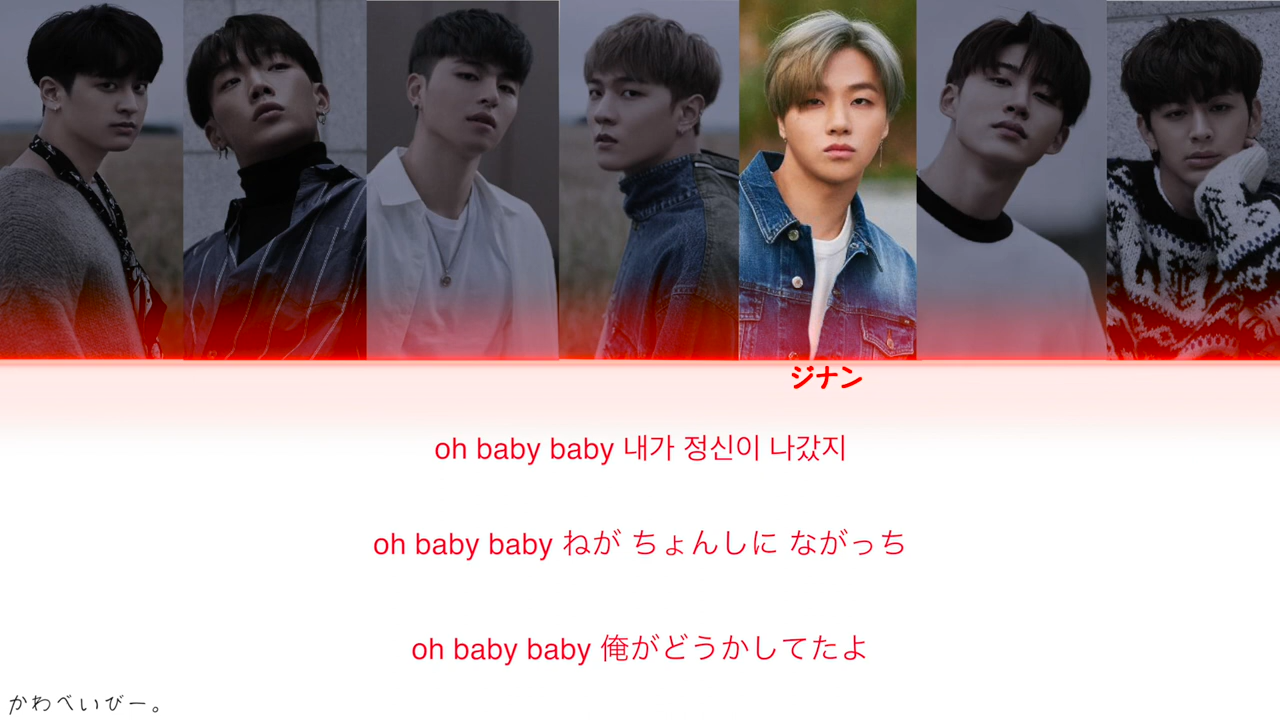 ジナン
oh baby baby 내가 정신이 나갔지
oh baby baby ねが ちょんしに ながっち
oh baby baby 俺がどうかしてたよ
かわべいびー。